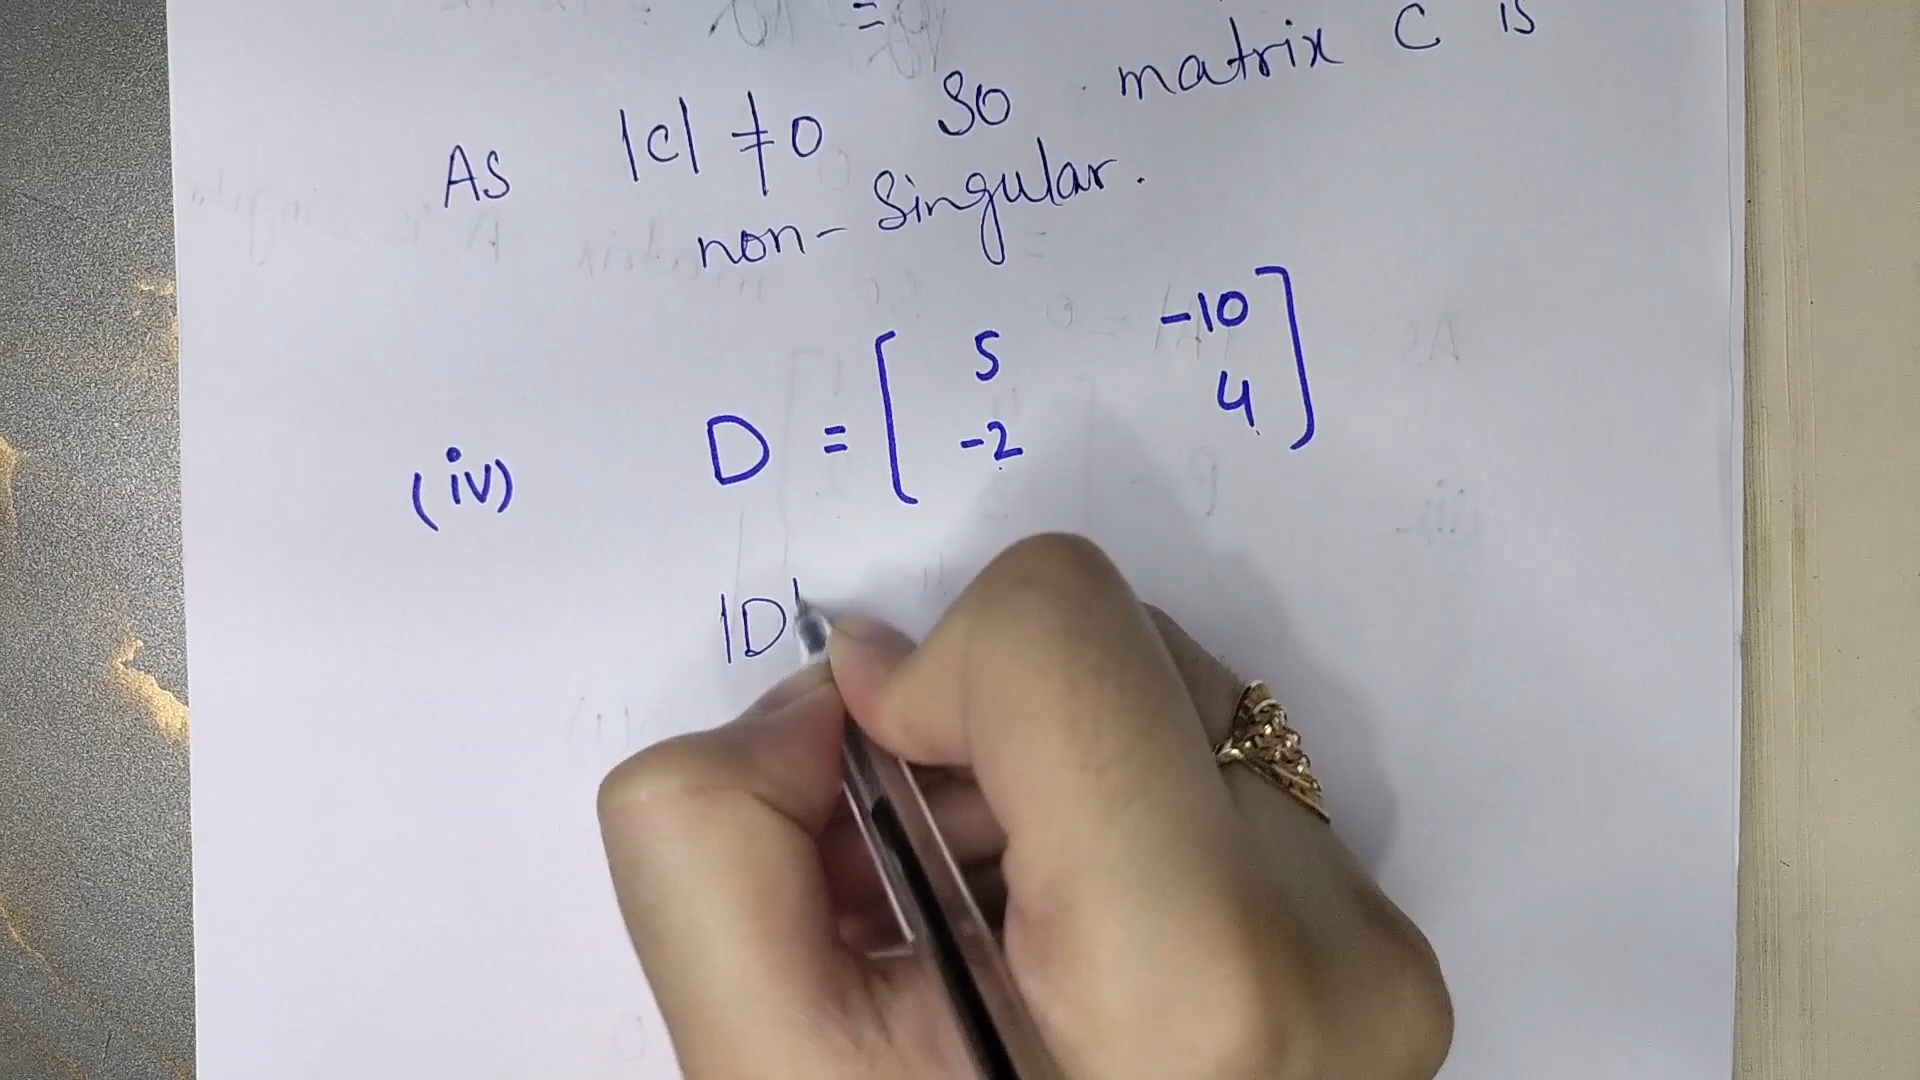 As |C| ≠ 0 So matrix C is
non-singular.
(iv) D = [ 5 -10
-2 4 ]
|D|